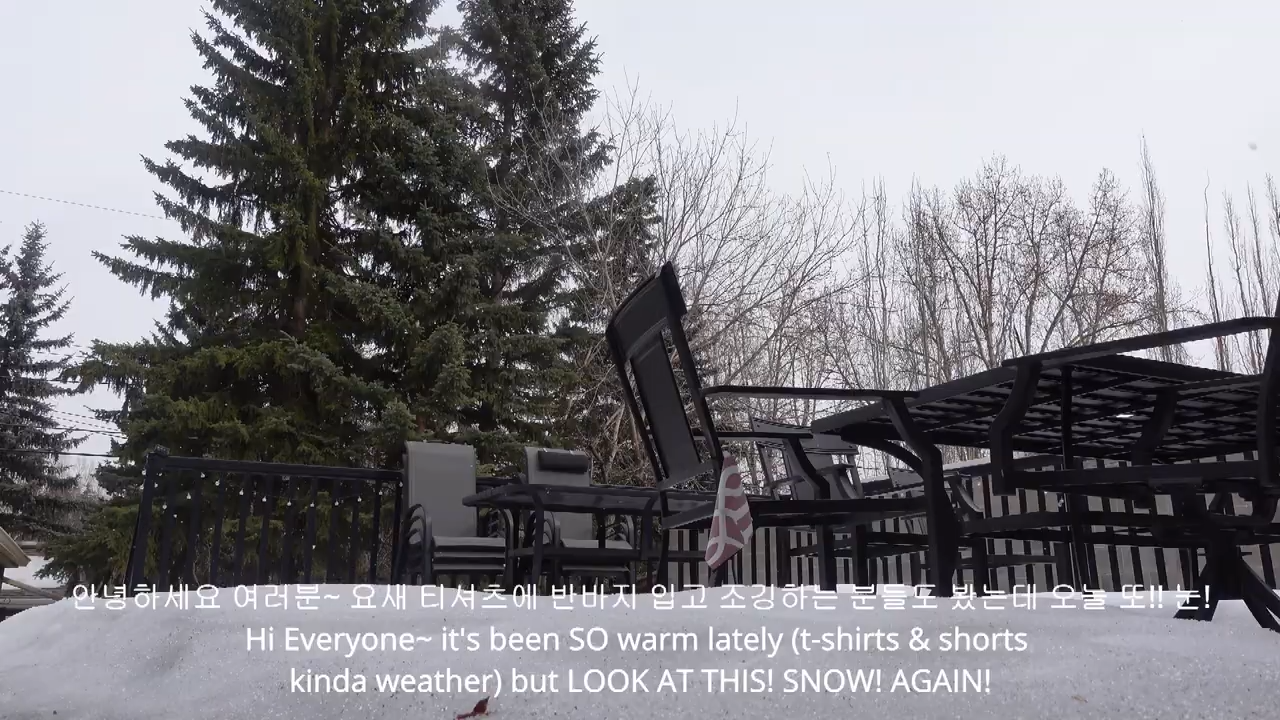 안녕하세요 여러분~ 요새 티셔츠에 반바지 입고 조깅하는 분들도 봤는데 오늘 또!! 눈!
Hi Everyone~ it's been SO warm lately (t-shirts & shorts
kinda weather) but LOOK AT THIS! SNOW! AGAIN!